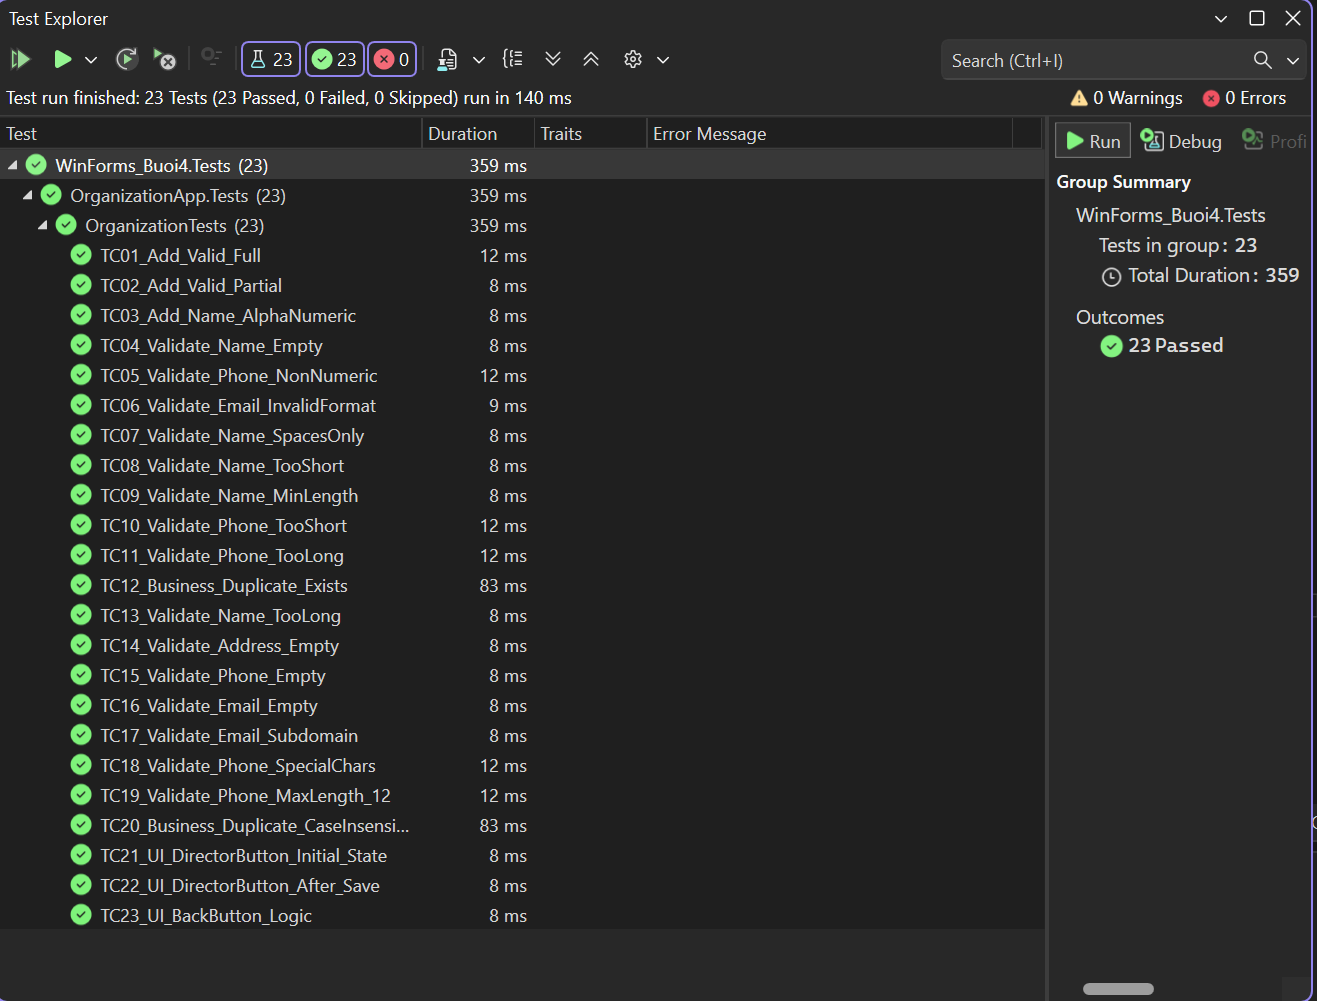 Test Explorer
23 23 0
Search (Ctrl+I)
Test run finished: 23 Tests (23 Passed, 0 Failed, 0 Skipped) run in 140 ms
0 Warnings 0 Errors
Test Duration Traits Error Message
WinForms_Buoi4.Tests (23) 359 ms
OrganizationApp.Tests (23) 359 ms
OrganizationTests (23) 359 ms
TC01_Add_Valid_Full 12 ms
TC02_Add_Valid_Partial 8 ms
TC03_Add_Name_AlphaNumeric 8 ms
TC04_Validate_Name_Empty 8 ms
TC05_Validate_Phone_NonNumeric 12 ms
TC06_Validate_Email_InvalidFormat 9 ms
TC07_Validate_Name_SpacesOnly 8 ms
TC08_Validate_Name_TooShort 8 ms
TC09_Validate_Name_MinLength 8 ms
TC10_Validate_Phone_TooShort 12 ms
TC11_Validate_Phone_TooLong 12 ms
TC12_Business_Duplicate_Exists 83 ms
TC13_Validate_Name_TooLong 8 ms
TC14_Validate_Address_Empty 8 ms
TC15_Validate_Phone_Empty 8 ms
TC16_Validate_Email_Empty 8 ms
TC17_Validate_Email_Subdomain 8 ms
TC18_Validate_Phone_SpecialChars 12 ms
TC19_Validate_Phone_MaxLength_12 12 ms
TC20_Business_Duplicate_CaseInsensi... 83 ms
TC21_UI_DirectorButton_Initial_State 8 ms
TC22_UI_DirectorButton_After_Save 8 ms
TC23_UI_BackButton_Logic 8 ms
Run Debug Profi
Group Summary
WinForms_Buoi4.Tests
Tests in group: 23
Total Duration: 359
Outcomes
23 Passed